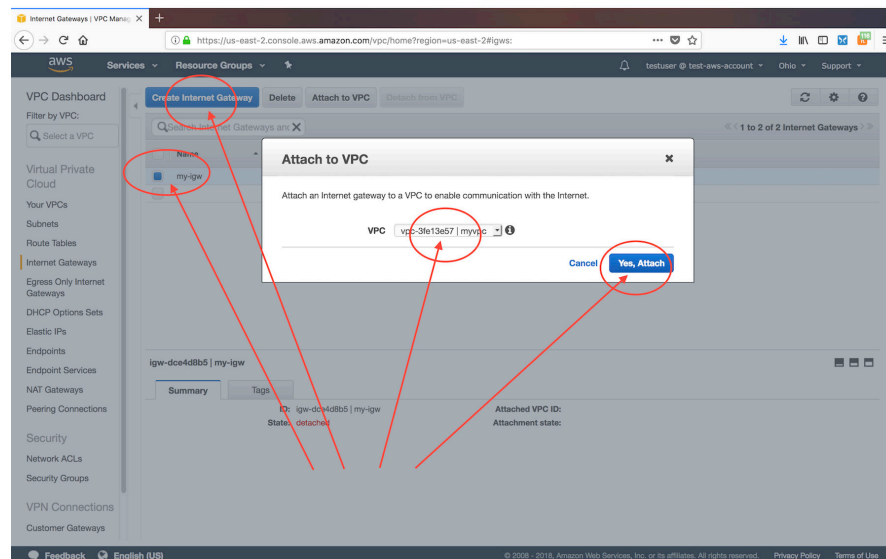 Internet Gateways | VPC Manag
https://us-east-2.console.aws.amazon.com/vpc/home?region=us-east-2#igws:
aws Services Resource Groups testuser @ test-aws-account Ohio Support
VPC Dashboard
Filter by VPC:
Select a VPC
Virtual Private
Cloud
Your VPCs
Subnets
Route Tables
Internet Gateways
Egress Only Internet
Gateways
DHCP Options Sets
Elastic IPs
Endpoints
Endpoint Services
NAT Gateways
Peering Connections
Security
Network ACLs
Security Groups
VPN Connections
Customer Gateways
Create Internet Gateway Delete Attach to VPC Detach from VPC
Search Internet Gateways and X
1 to 2 of 2 Internet Gateways
Name
my-igw
Attach to VPC
Attach an Internet gateway to a VPC to enable communication with the Internet.
VPC vpc-3fe13e57 | myvpc
Cancel Yes, Attach
igw-dce4d8b5 | my-igw
Summary Tags
ID: igw-dce4d8b5 | my-igw Attached VPC ID:
State: detached Attachment state:
Feedback English (US) © 2008 - 2018, Amazon Web Services, Inc. or its affiliates. All rights reserved. Privacy Policy Terms of Use